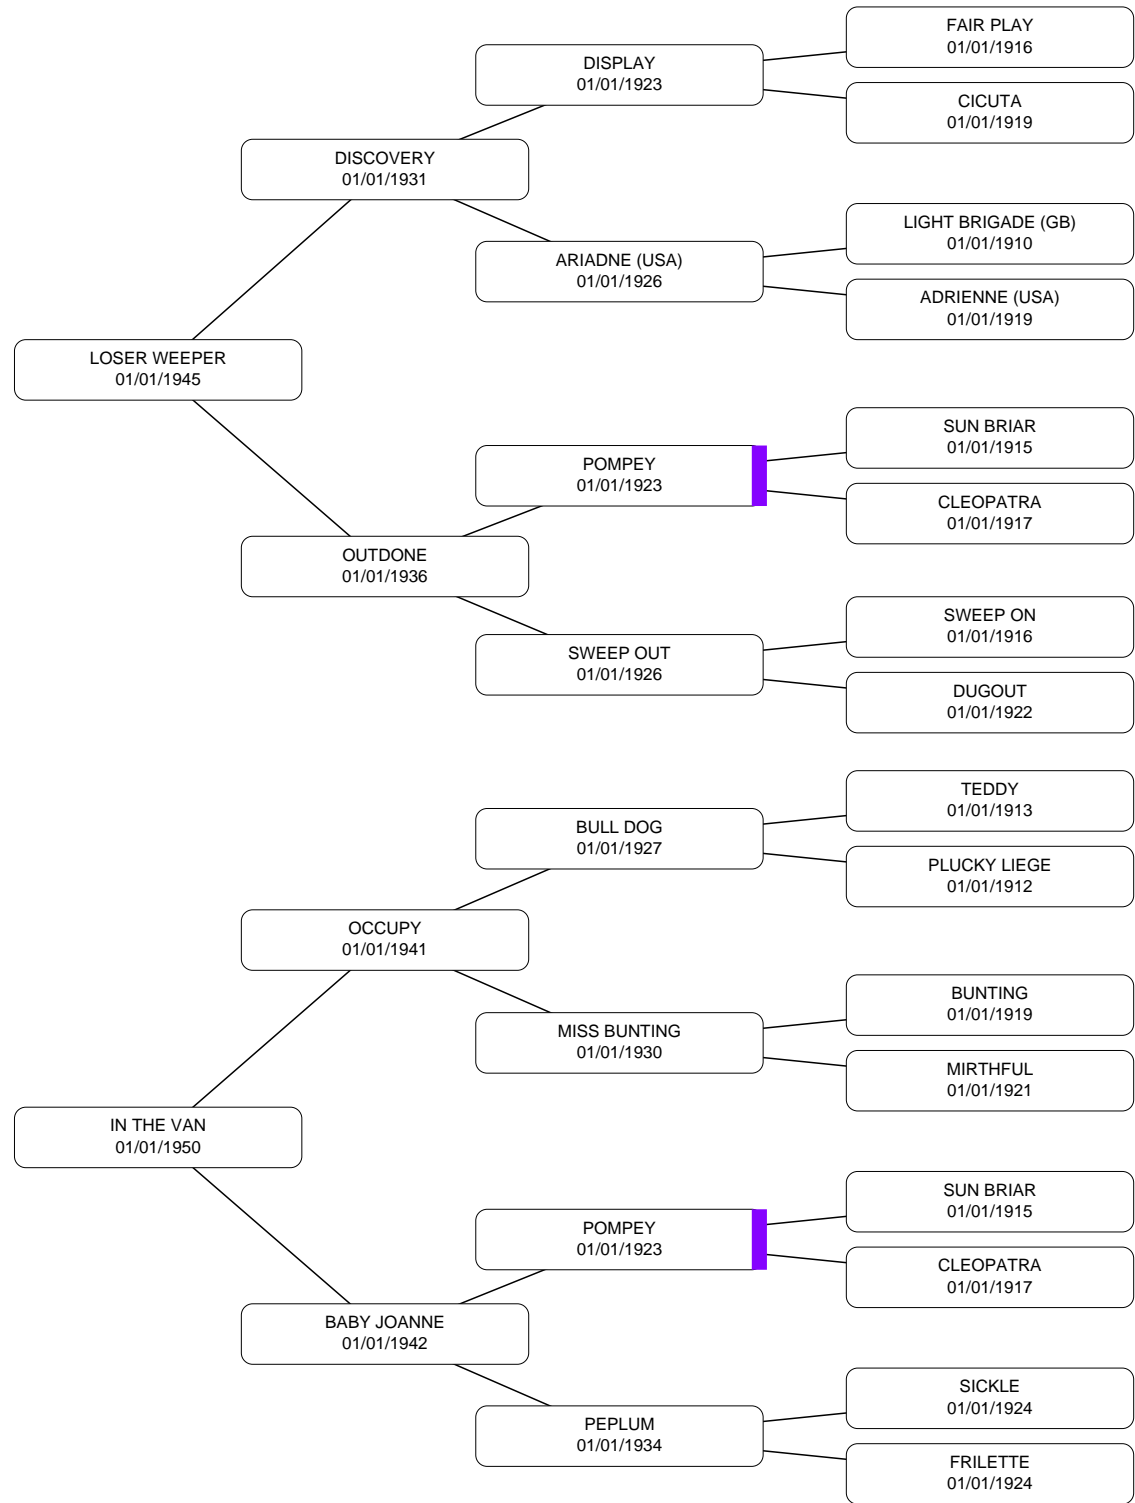 FAIR PLAY
01/01/1916
DISPLAY
01/01/1923
CICUTA
01/01/1919
DISCOVERY
01/01/1931
LIGHT BRIGADE (GB)
01/01/1910
ARIADNE (USA)
01/01/1926
ADRIENNE (USA)
01/01/1919
LOSER WEEPER
01/01/1945
SUN BRIAR
01/01/1915
POMPEY
01/01/1923
CLEOPATRA
01/01/1917
OUTDONE
01/01/1936
SWEEP ON
01/01/1916
SWEEP OUT
01/01/1926
DUGOUT
01/01/1922
TEDDY
01/01/1913
BULL DOG
01/01/1927
PLUCKY LIEGE
01/01/1912
OCCUPY
01/01/1941
BUNTING
01/01/1919
MISS BUNTING
01/01/1930
MIRTHFUL
01/01/1921
IN THE VAN
01/01/1950
SUN BRIAR
01/01/1915
POMPEY
01/01/1923
CLEOPATRA
01/01/1917
BABY JOANNE
01/01/1942
SICKLE
01/01/1924
PEPLUM
01/01/1934
FRILETTE
01/01/1924